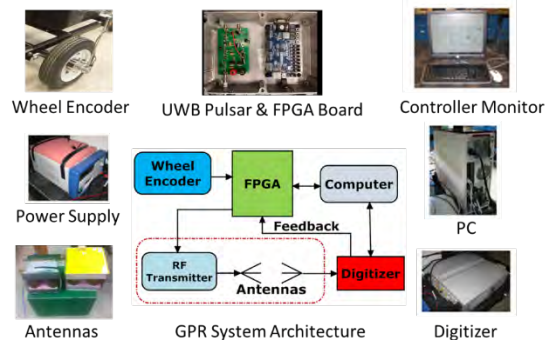 Wheel Encoder
UWB Pulsar & FPGA Board
Controller Monitor
Power Supply
Wheel
Encoder
FPGA
Computer
Feedback
RF
Transmitter
Antennas
Digitizer
PC
Antennas
GPR System Architecture
Digitizer